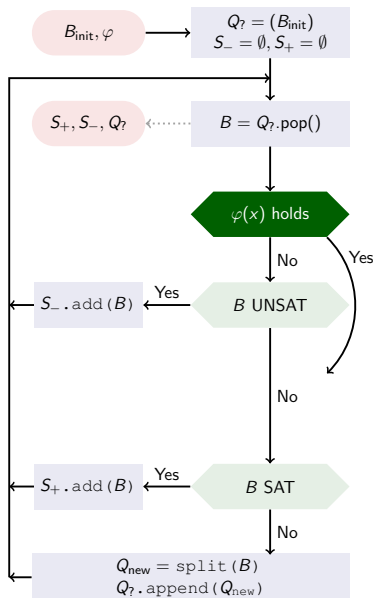 B_init, φ
Q_? = (B_init)
S_− = ∅, S_+ = ∅
S_+, S_−, Q_?
B = Q_?.pop()
φ(x) holds
Yes
No
S_−.add(B)
Yes
B UNSAT
No
S_+.add(B)
Yes
B SAT
No
Q_new = split(B)
Q_?.append(Q_new)